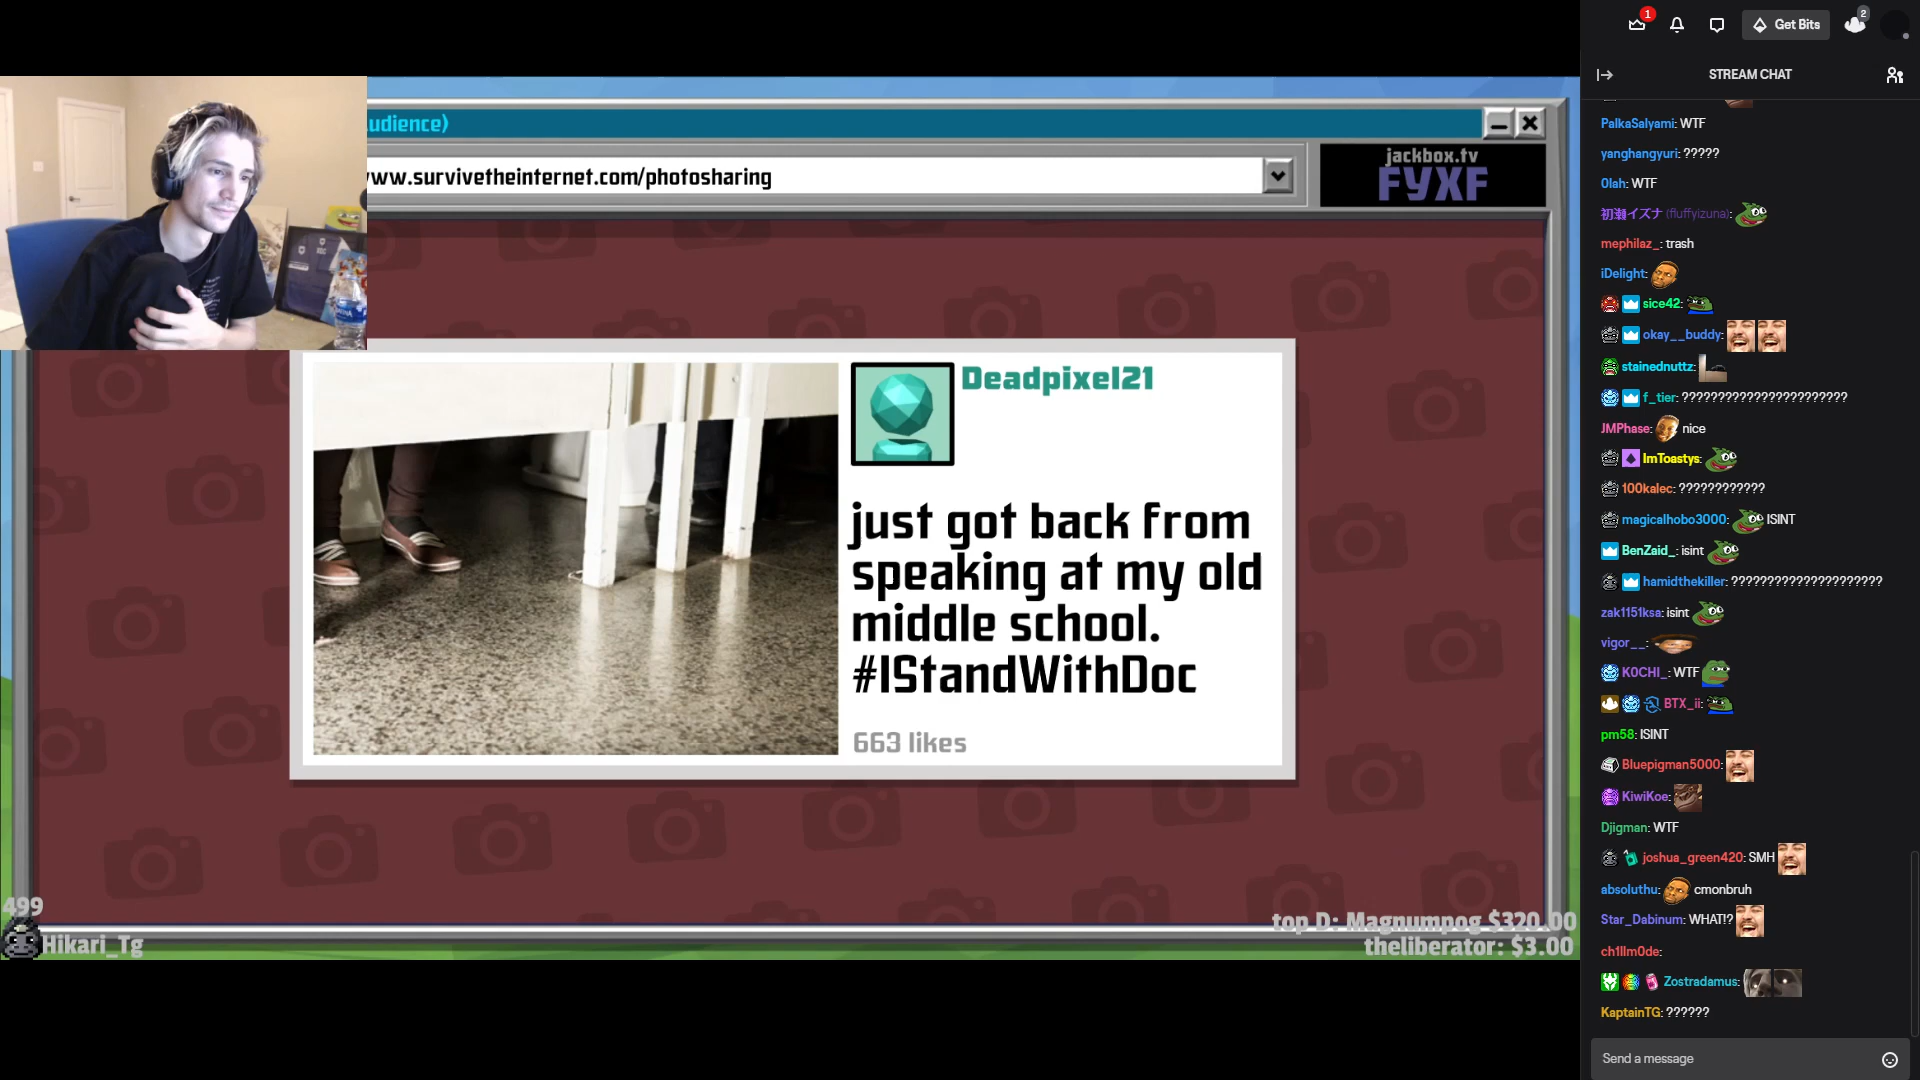 udience)
www.survivetheinternet.com/photosharing
jackbox.tv
FYXF
Deadpixel21
just got back from
speaking at my old
middle school.
#IStandWithDoc
663 likes
499
Hikari_Tg
top D: Magnumpog $320.00
theliberator: $3.00
1
Get Bits
2
STREAM CHAT
PalkaSalyami: WTF
yanghangyuri: ?????
Olah: WTF
初瀬イズナ (fluffyizuna):
mephilaz_: trash
iDelight:
sice42:
okay__buddy:
stainednuttz:
f_tier: ???????????????????????
JMPhase: nice
ImToastys:
100kalec: ????????????
magicalhobo3000: ISINT
BenZaid_: isint
hamidthekiller: ?????????????????????
zak1151ksa: isint
vigor__:
K0CHI_: WTF
BTX_ii:
pm58: ISINT
Bluepigman5000:
KiwiKoe:
Djigman: WTF
joshua_green420: SMH
absoluthu: cmonbruh
Star_Dabinum: WHAT!?
ch1llm0de:
Zostradamus:
KaptainTG: ??????
Send a message